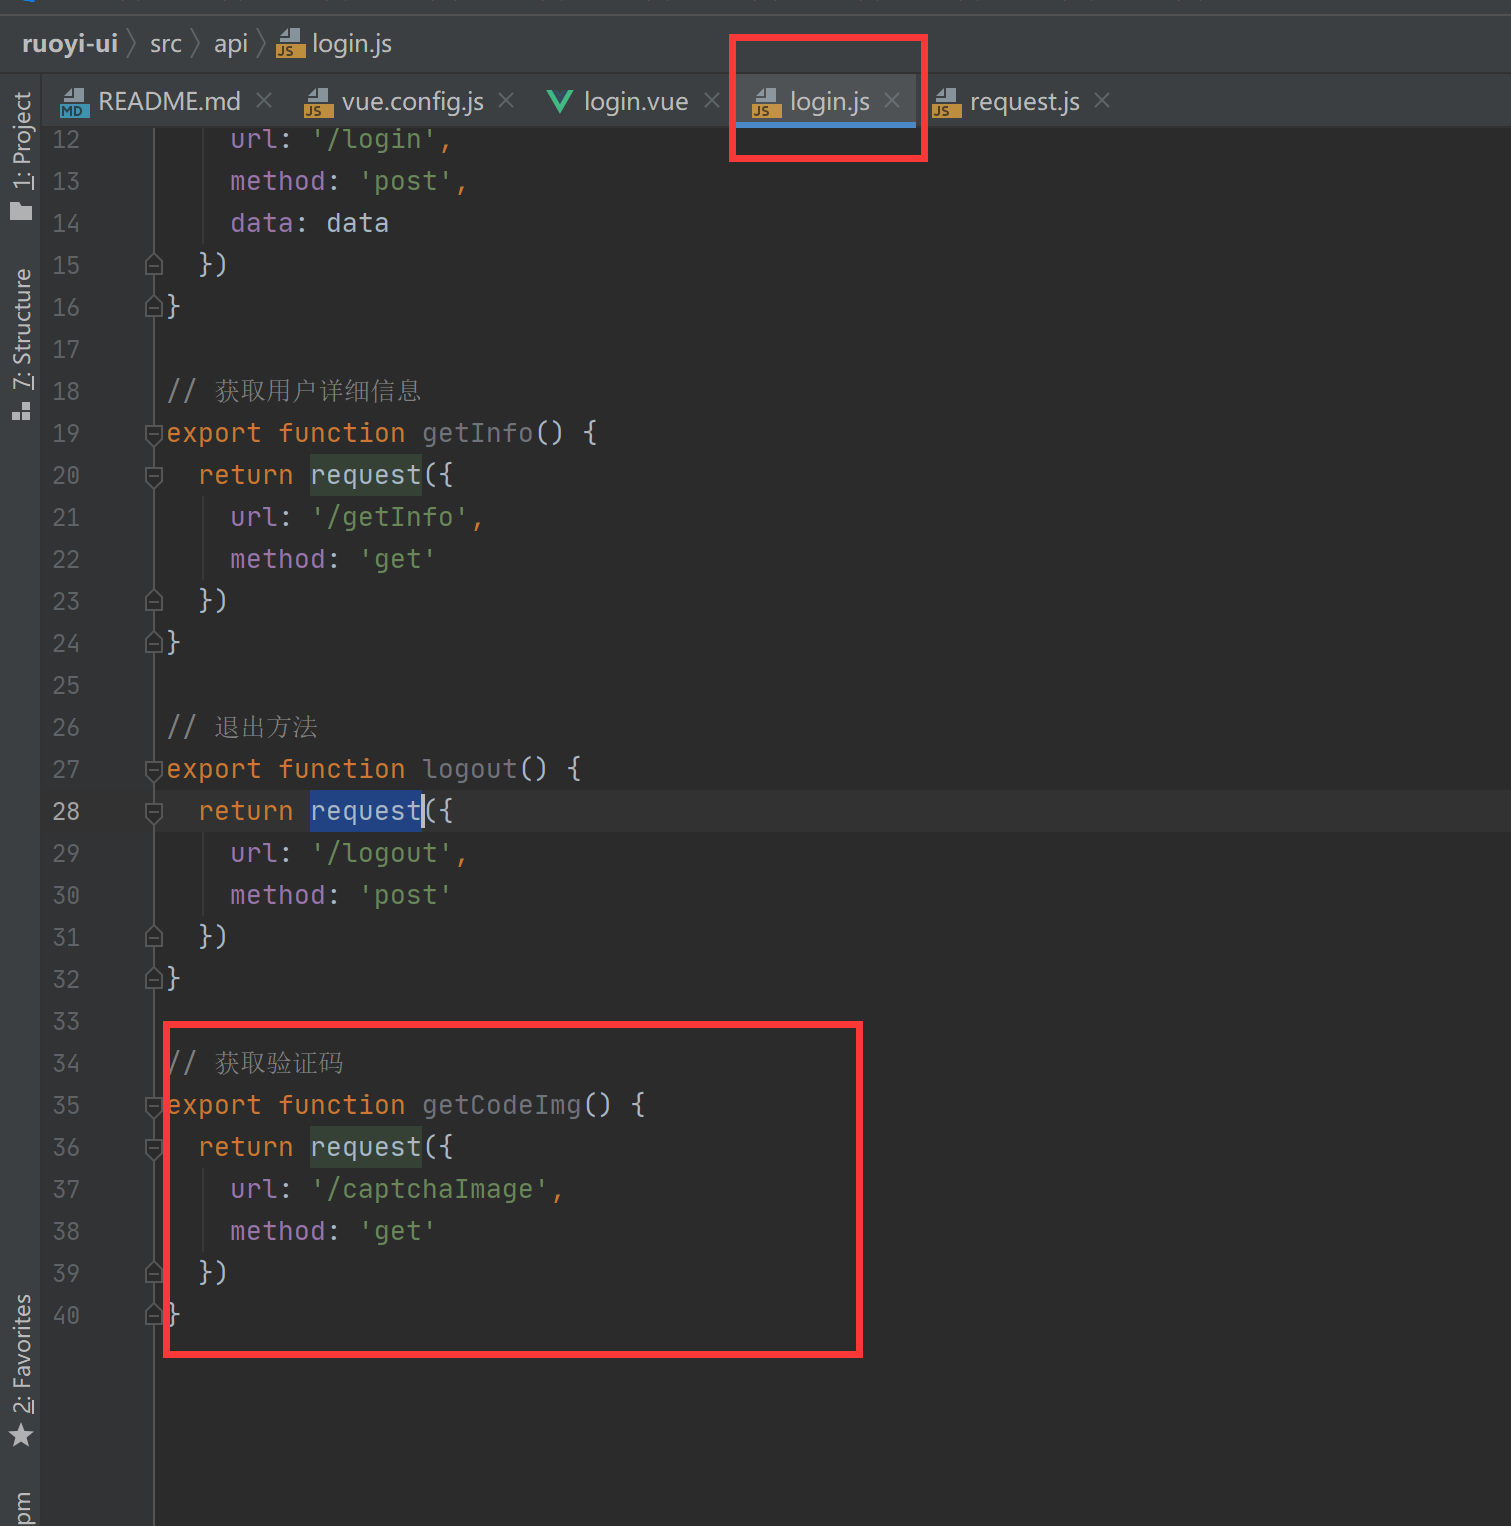 ruoyi-ui
src
api
login.js
README.md
vue.config.js
login.vue
login.js
request.js
1: Project
7: Structure
2: Favorites
12 url: '/login',
13 method: 'post',
14 data: data
15 })
16 }
17
18 // 获取用户详细信息
19 export function getInfo() {
20 return request({
21 url: '/getInfo',
22 method: 'get'
23 })
24 }
25
26 // 退出方法
27 export function logout() {
28 return request({
29 url: '/logout',
30 method: 'post'
31 })
32 }
33
34 // 获取验证码
35 export function getCodeImg() {
36 return request({
37 url: '/captchaImage',
38 method: 'get'
39 })
40 }